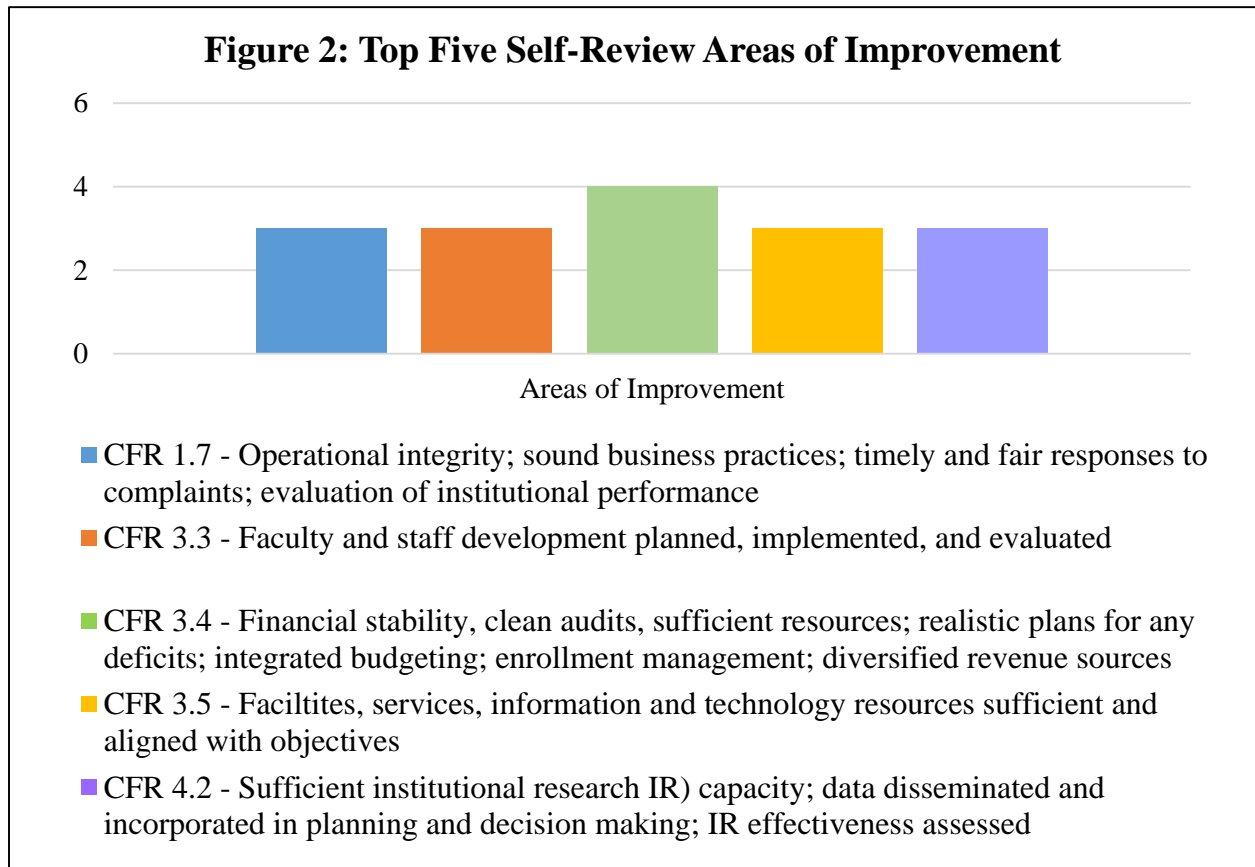 Figure 2: Top Five Self-Review Areas of Improvement
6
4
2
0
Areas of Improvement
CFR 1.7 - Operational integrity; sound business practices; timely and fair responses to
complaints; evaluation of institutional performance
CFR 3.3 - Faculty and staff development planned, implemented, and evaluated
CFR 3.4 - Financial stability, clean audits, sufficient resources; realistic plans for any
deficits; integrated budgeting; enrollment management; diversified revenue sources
CFR 3.5 - Faciltites, services, information and technology resources sufficient and
aligned with objectives
CFR 4.2 - Sufficient institutional research IR) capacity; data disseminated and
incorporated in planning and decision making; IR effectiveness assessed